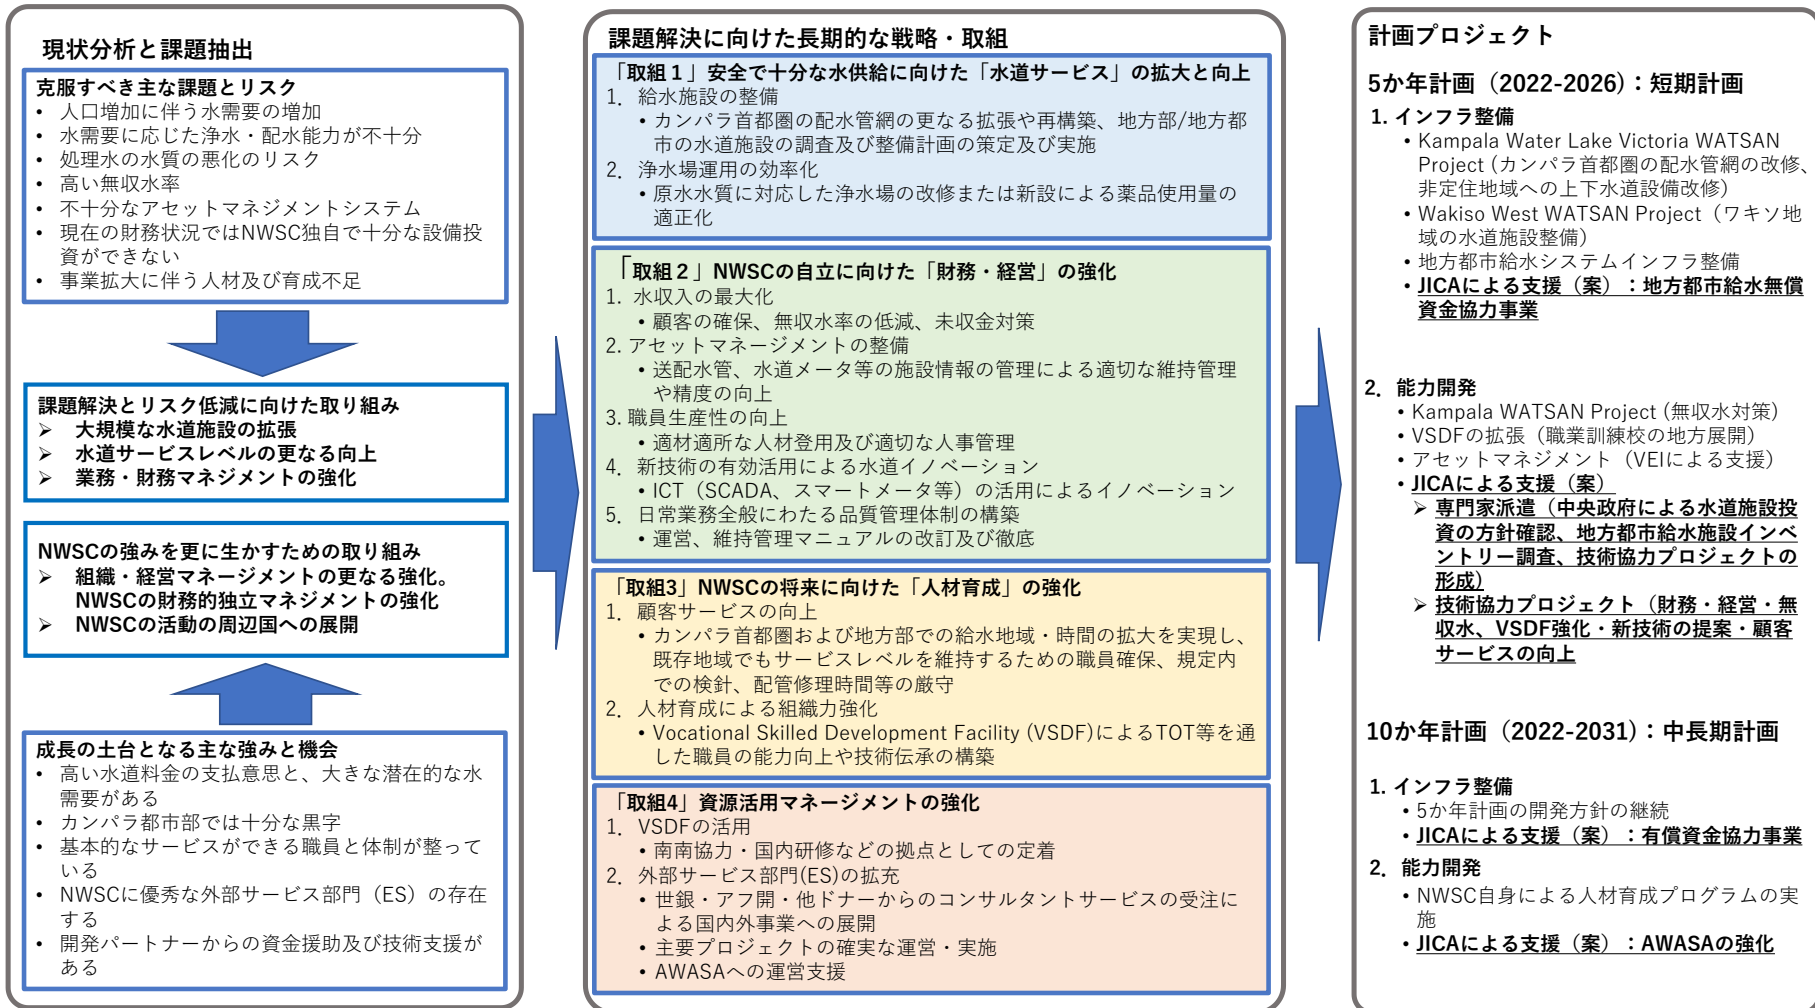 現状分析と課題抽出
克服すべき主な課題とリスク
• 人口増加に伴う水需要の増加
• 水需要に応じた浄水・配水能力が不十分
• 処理水の水質の悪化のリスク
• 高い無収水率
• 不十分なアセットマネジメントシステム
• 現在の財務状況ではNWSC独自で十分な設備投
資ができない
• 事業拡大に伴う人材及び育成不足
課題解決とリスク低減に向けた取り組み
➢ 大規模な水道施設の拡張
➢ 水道サービスレベルの更なる向上
➢ 業務・財務マネジメントの強化
NWSCの強みを更に生かすための取り組み
➢ 組織・経営マネージメントの更なる強化。
NWSCの財務的独立マネジメントの強化
➢ NWSCの活動の周辺国への展開
成長の土台となる主な強みと機会
• 高い水道料金の支払意思と、大きな潜在的な水
需要がある
• カンパラ都市部では十分な黒字
• 基本的なサービスができる職員と体制が整って
いる
• NWSCに優秀な外部サービス部門（ES）の存在
する
• 開発パートナーからの資金援助及び技術支援が
ある
課題解決に向けた長期的な戦略・取組
「取組１」安全で十分な水供給に向けた「水道サービス」の拡大と向上
1. 給水施設の整備
• カンパラ首都圏の配水管網の更なる拡張や再構築、地方部/地方都
市の水道施設の調査及び整備計画の策定及び実施
2. 浄水場運用の効率化
• 原水水質に対応した浄水場の改修または新設による薬品使用量の
適正化
「取組２」NWSCの自立に向けた「財務・経営」の強化
1. 水収入の最大化
• 顧客の確保、無収水率の低減、未収金対策
2. アセットマネージメントの整備
• 送配水管、水道メータ等の施設情報の管理による適切な維持管理
や精度の向上
3. 職員生産性の向上
• 適材適所な人材登用及び適切な人事管理
4. 新技術の有効活用による水道イノベーション
• ICT（SCADA、スマートメータ等）の活用によるイノベーション
5. 日常業務全般にわたる品質管理体制の構築
• 運営、維持管理マニュアルの改訂及び徹底
「取組3」NWSCの将来に向けた「人材育成」の強化
1. 顧客サービスの向上
• カンパラ首都圏および地方部での給水地域・時間の拡大を実現し、
既存地域でもサービスレベルを維持するための職員確保、規定内
での検針、配管修理時間等の厳守
2. 人材育成による組織力強化
• Vocational Skilled Development Facility (VSDF)によるTOT等を通
した職員の能力向上や技術伝承の構築
「取組4」資源活用マネージメントの強化
1. VSDFの活用
• 南南協力・国内研修などの拠点としての定着
2. 外部サービス部門(ES)の拡充
• 世銀・アフ開・他ドナーからのコンサルタントサービスの受注に
よる国内外事業への展開
• 主要プロジェクトの確実な運営・実施
• AWASAへの運営支援
計画プロジェクト
5か年計画（2022-2026)：短期計画
1. インフラ整備
• Kampala Water Lake Victoria WATSAN
Project (カンパラ首都圏の配水管網の改修、
非定住地域への上下水道設備改修）
• Wakiso West WATSAN Project（ワキソ地
域の水道施設整備）
• 地方都市給水システムインフラ整備
• JICAによる支援（案）：地方都市給水無償
資金協力事業
2. 能力開発
• Kampala WATSAN Project (無収水対策）
• VSDFの拡張（職業訓練校の地方展開）
• アセットマネジメント（VEIによる支援）
• JICAによる支援（案）
➢ 専門家派遣（中央政府による水道施設投
資の方針確認、地方都市給水施設インベ
ントリー調査、技術協力プロジェクトの
形成）
➢ 技術協力プロジェクト（財務・経営・無
収水、VSDF強化・新技術の提案・顧客
サービスの向上
10か年計画（2022-2031)：中長期計画
1. インフラ整備
• 5か年計画の開発方針の継続
• JICAによる支援（案）：有償資金協力事業
2. 能力開発
• NWSC自身による人材育成プログラムの実
施
• JICAによる支援（案）：AWASAの強化